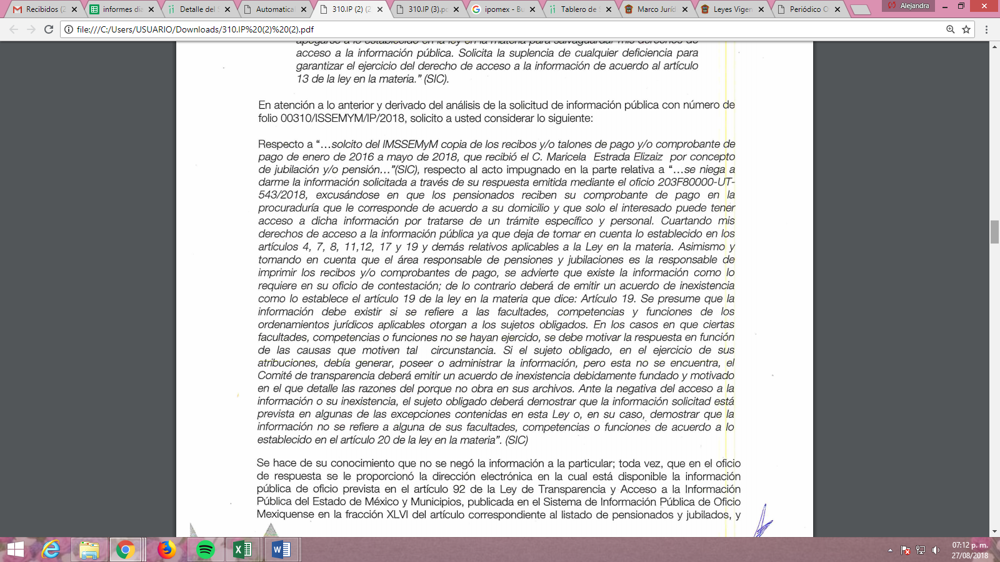 Recibidos (2
informes dia
Detalle del S
Automatical
310.IP (2) (2
310.IP (3).pd
ipomex - Bu
Tablero de S
Marco Juríd
Leyes Vigen
Periódico O
Alejandra
file:///C:/Users/USUARIO/Downloads/310.IP%20(2)%20(2).pdf
apegarse a lo establecido en la ley en la materia para salvaguardar mis derechos de
acceso a la información pública. Solicita la suplencia de cualquier deficiencia para
garantizar el ejercicio del derecho de acceso a la información de acuerdo al artículo
13 de la ley en la materia.” (SIC).
En atención a lo anterior y derivado del análisis de la solicitud de información pública con número de
folio 00310/ISSEMYM/IP/2018, solicito a usted considerar lo siguiente:
Respecto a “…solcito del IMSSEMyM copia de los recibos y/o talones de pago y/o comprobante de
pago de enero de 2016 a mayo de 2018, que recibió el C. Maricela Estrada Elizaiz por concepto
de jubilación y/o pensión…”(SIC), respecto al acto impugnado en la parte relativa a “…se niega a
darme la información solicitada a través de su respuesta emitida mediante el oficio 203F80000-UT-
543/2018, excusándose en que los pensionados reciben su comprobante de pago en la
procuraduría que le corresponde de acuerdo a su domicilio y que solo el interesado puede tener
acceso a dicha información por tratarse de un trámite específico y personal. Cuartando mis
derechos de acceso a la información pública ya que deja de tomar en cuenta lo establecido en los
artículos 4, 7, 8, 11,12, 17 y 19 y demás relativos aplicables a la Ley en la materia. Asimismo y
tomando en cuenta que el área responsable de pensiones y jubilaciones es la responsable de
imprimir los recibos y/o comprobantes de pago, se advierte que existe la información como lo
requiere en su oficio de contestación; de lo contrario deberá de emitir un acuerdo de inexistencia
como lo establece el artículo 19 de la ley en la materia que dice: Artículo 19. Se presume que la
información debe existir si se refiere a las facultades, competencias y funciones de los
ordenamientos jurídicos aplicables otorgan a los sujetos obligados. En los casos en que ciertas
facultades, competencias o funciones no se hayan ejercido, se debe motivar la respuesta en función
de las causas que motiven tal circunstancia. Si el sujeto obligado, en el ejercicio de sus
atribuciones, debía generar, poseer o administrar la información, pero esta no se encuentra, el
Comité de transparencia deberá emitir un acuerdo de inexistencia debidamente fundado y motivado
en el que detalle las razones del porque no obra en sus archivos. Ante la negativa del acceso a la
información o su inexistencia, el sujeto obligado deberá demostrar que la información solicitad está
prevista en algunas de las excepciones contenidas en esta Ley o, en su caso, demostrar que la
información no se refiere a alguna de sus facultades, competencias o funciones de acuerdo a lo
establecido en el artículo 20 de la ley en la materia”. (SIC)
Se hace de su conocimiento que no se negó la información a la particular; toda vez, que en el oficio
de respuesta se le proporcionó la dirección electrónica en la cual está disponible la información
pública de oficio prevista en el artículo 92 de la Ley de Transparencia y Acceso a la Información
Pública del Estado de México y Municipios, publicada en el Sistema de Información Pública de Oficio
Mexiquense en la fracción XLVI del artículo correspondiente al listado de pensionados y jubilados, y
07:12 p. m.
27/08/2018